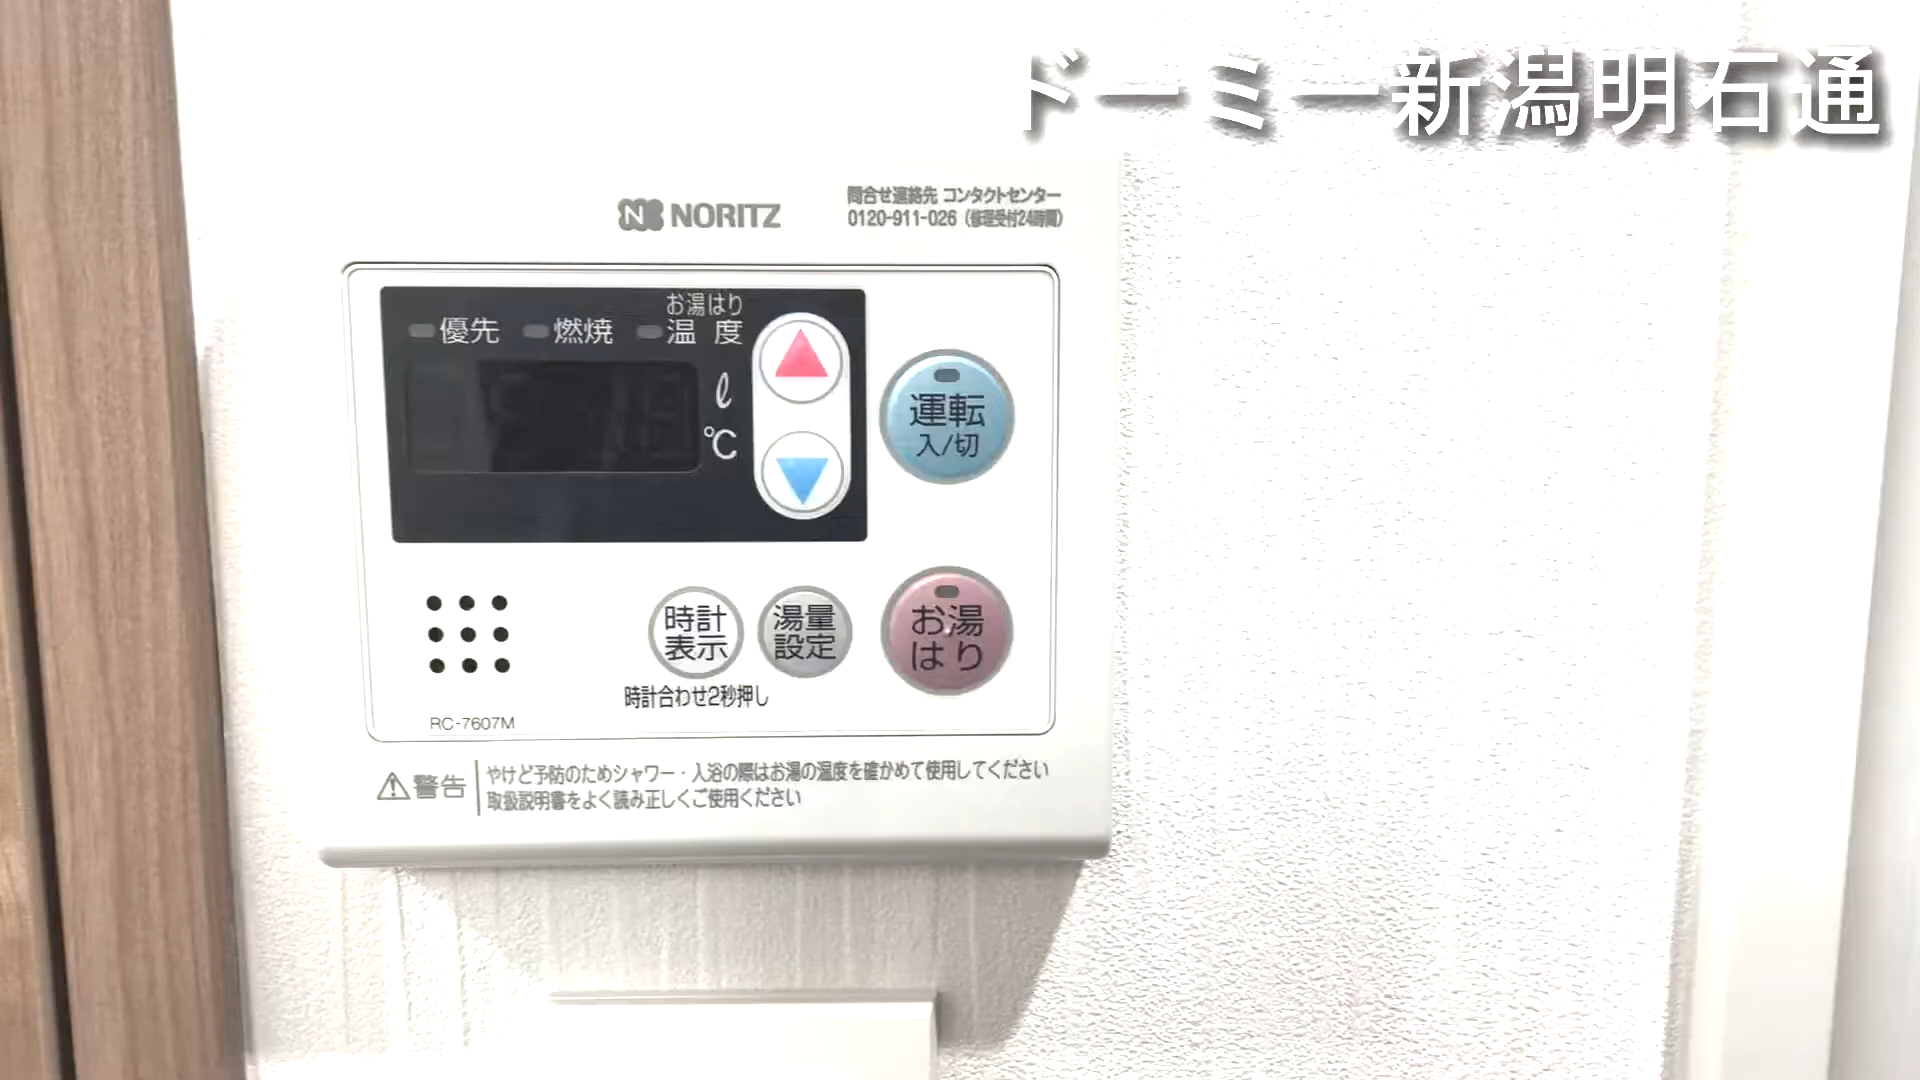 ドーミー新潟明石通
NORITZ
問合せ連絡先 コンタクトセンター
0120-911-026(修理受付24時間)
お湯はり
優先 燃焼 温度
ℓ
℃
運転
入/切
時計
表示
湯量
設定
お湯
はり
時計合わせ2秒押し
RC-7607M
警告
やけど予防のためシャワー・入浴の際はお湯の温度を確かめて使用してください
取扱説明書をよく読み正しくご使用ください